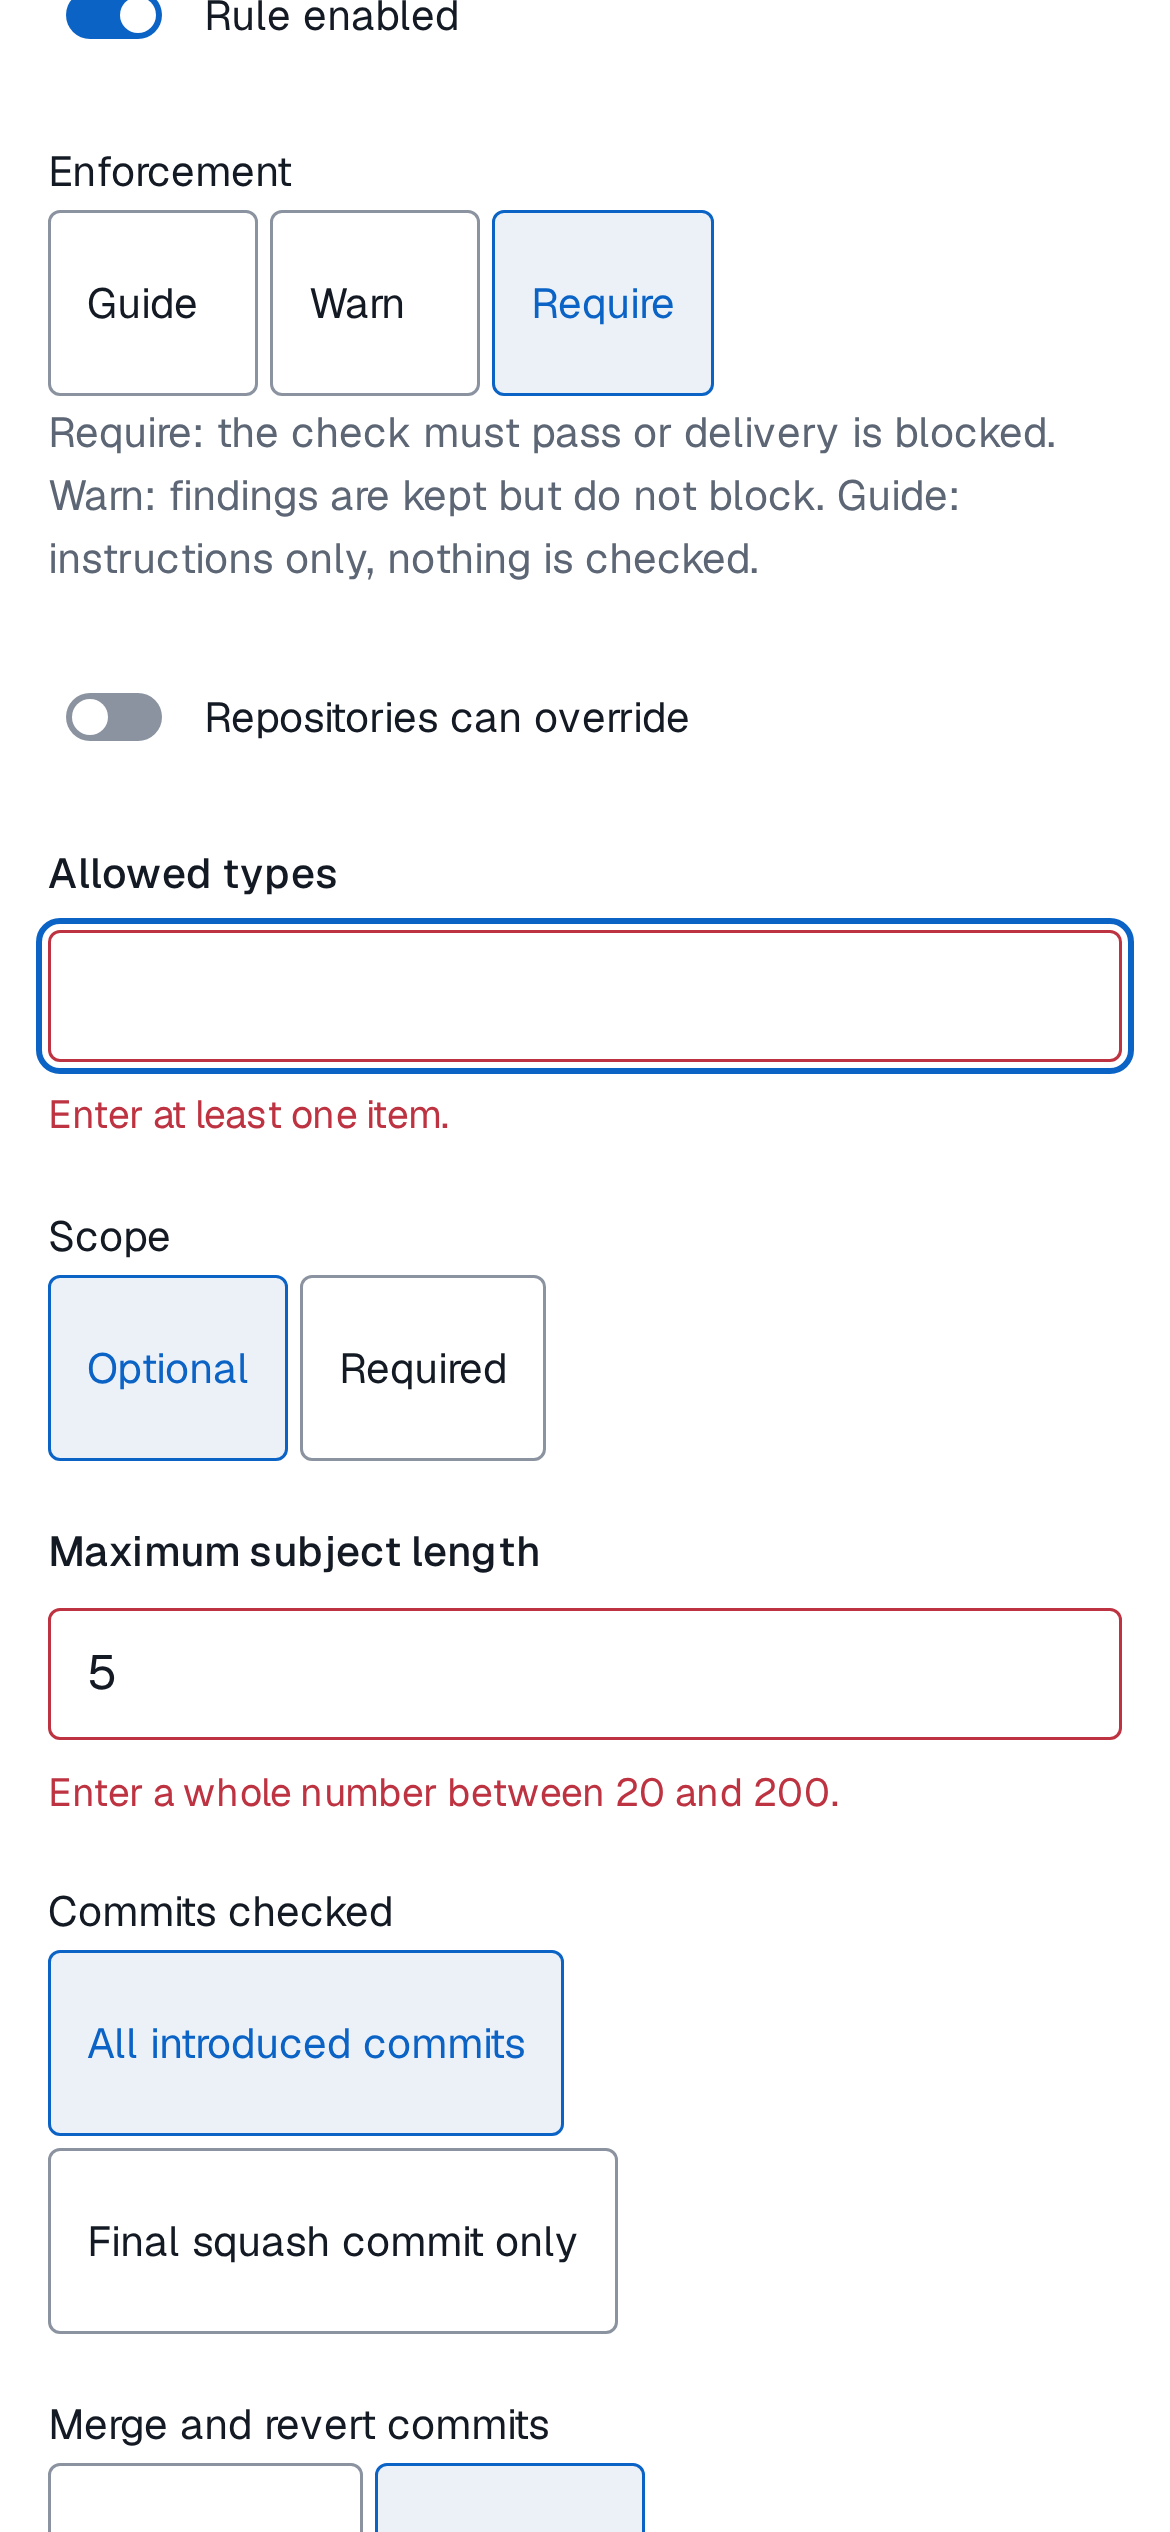 Rule enabled
Enforcement
Guide
Warn
Require
Require: the check must pass or delivery is blocked.
Warn: findings are kept but do not block. Guide:
instructions only, nothing is checked.
Repositories can override
Allowed types
Enter at least one item.
Scope
Optional
Required
Maximum subject length
5
Enter a whole number between 20 and 200.
Commits checked
All introduced commits
Final squash commit only
Merge and revert commits